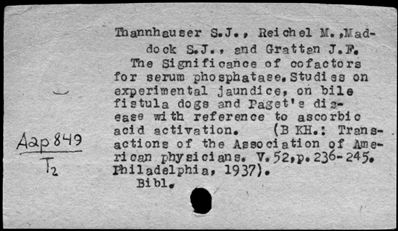 Thannhauser S.J., Reichel M.,Mad-
dock S.J., and Grattan J.F.
The Significance of cofactors
for serum phosphatase.Studies on
experimental jaundice, on bile
fistula dogs and Paget's dis-
ease with reference to ascorbic
acid activation. (B KH.: Trans-
actions of the Association of Ame-
rican physicians. V.52,p.236-245.
Philadelphia, 1937).
Bibl.
Aap849
T2